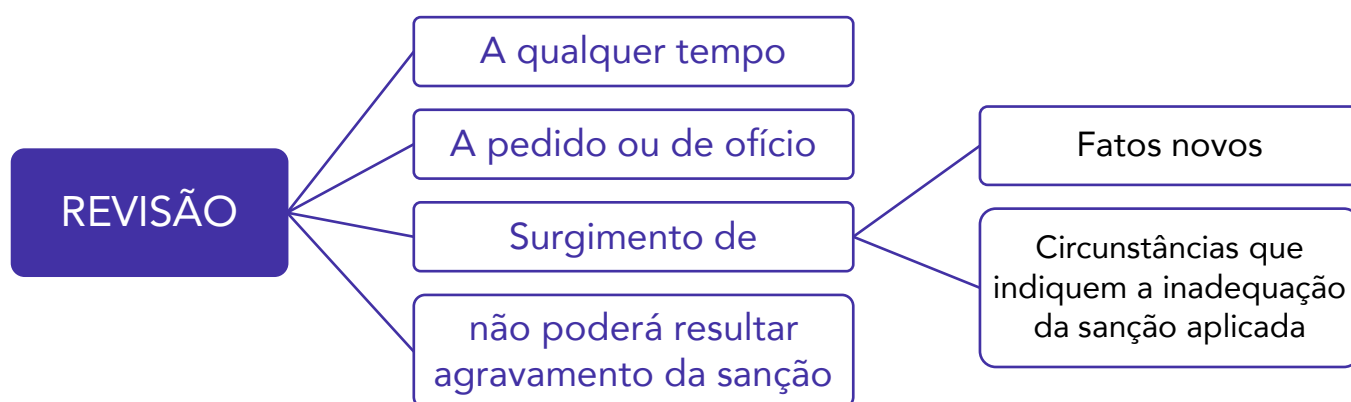 REVISÃO
A qualquer tempo
A pedido ou de ofício
Surgimento de
não poderá resultar
agravamento da sanção
Fatos novos
Circunstâncias que
indiquem a inadequação
da sanção aplicada